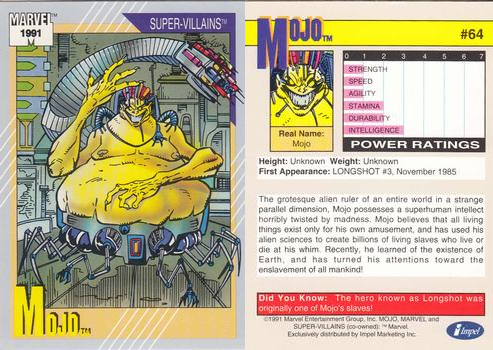 MARVEL™
1991
SUPER-VILLAINS™
MOJO™
MOJO™
#64
0 1 2 3 4 5 6 7
STRENGTH
SPEED
AGILITY
STAMINA
DURABILITY
INTELLIGENCE
POWER RATINGS
Real Name:
Mojo
Height: Unknown Weight: Unknown
First Appearance: LONGSHOT #3, November 1985
The grotesque alien ruler of an entire world in a strange
parallel dimension, Mojo possesses a superhuman intellect
horribly twisted by madness. Mojo believes that all living
things exist only for his own amusement, and has used his
alien scientists to create billions of living slaves who live or
die at his whim. Recently, he learned of the existence of
Earth, and has turned his attentions toward the
enslavement of all mankind!
Did You Know: The hero known as Longshot was
originally one of Mojo's slaves!
©1991 Marvel Entertainment Group, Inc. MOJO, MARVEL and
SUPER-VILLAINS (co-owned): ™ Marvel.
Exclusively distributed by Impel Marketing Inc.
Impel